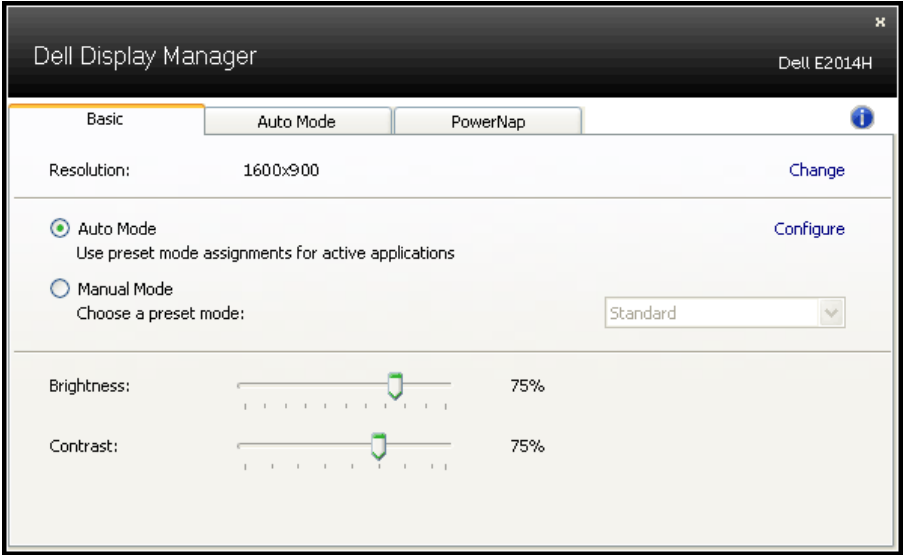 Dell Display Manager
Dell E2014H
Basic Auto Mode PowerNap
Resolution: 1600x900 Change
Auto Mode Configure
Use preset mode assignments for active applications
Manual Mode
Choose a preset mode: Standard
Brightness: 75%
Contrast: 75%